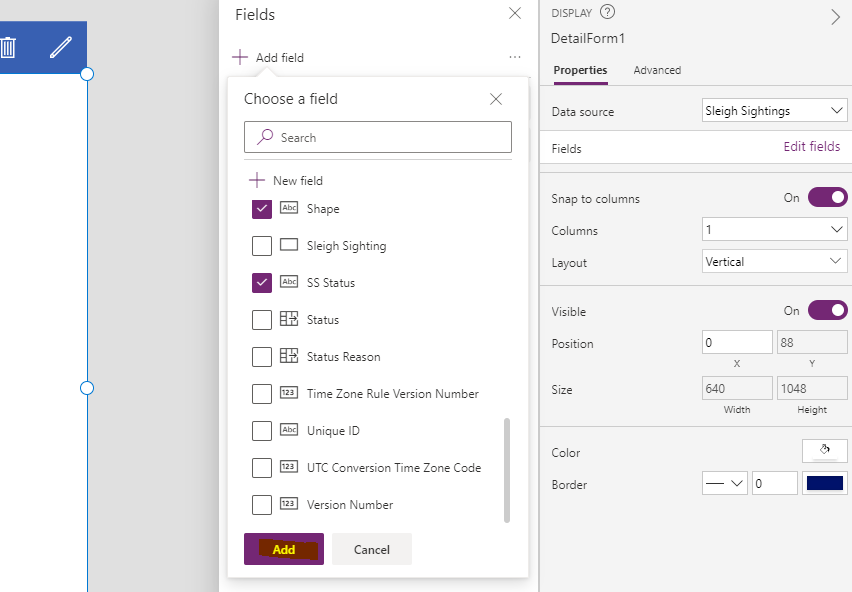 Fields
Add field
Choose a field
Search
New field
Abc Shape
Sleigh Sighting
Abc SS Status
Status
Status Reason
123 Time Zone Rule Version Number
Abc Unique ID
123 UTC Conversion Time Zone Code
123 Version Number
Add Cancel
DISPLAY ?
DetailForm1
Properties Advanced
Data source Sleigh Sightings
Fields Edit fields
Snap to columns On
Columns 1
Layout Vertical
Visible On
Position 0 88
X Y
Size 640 1048
Width Height
Color
Border 0